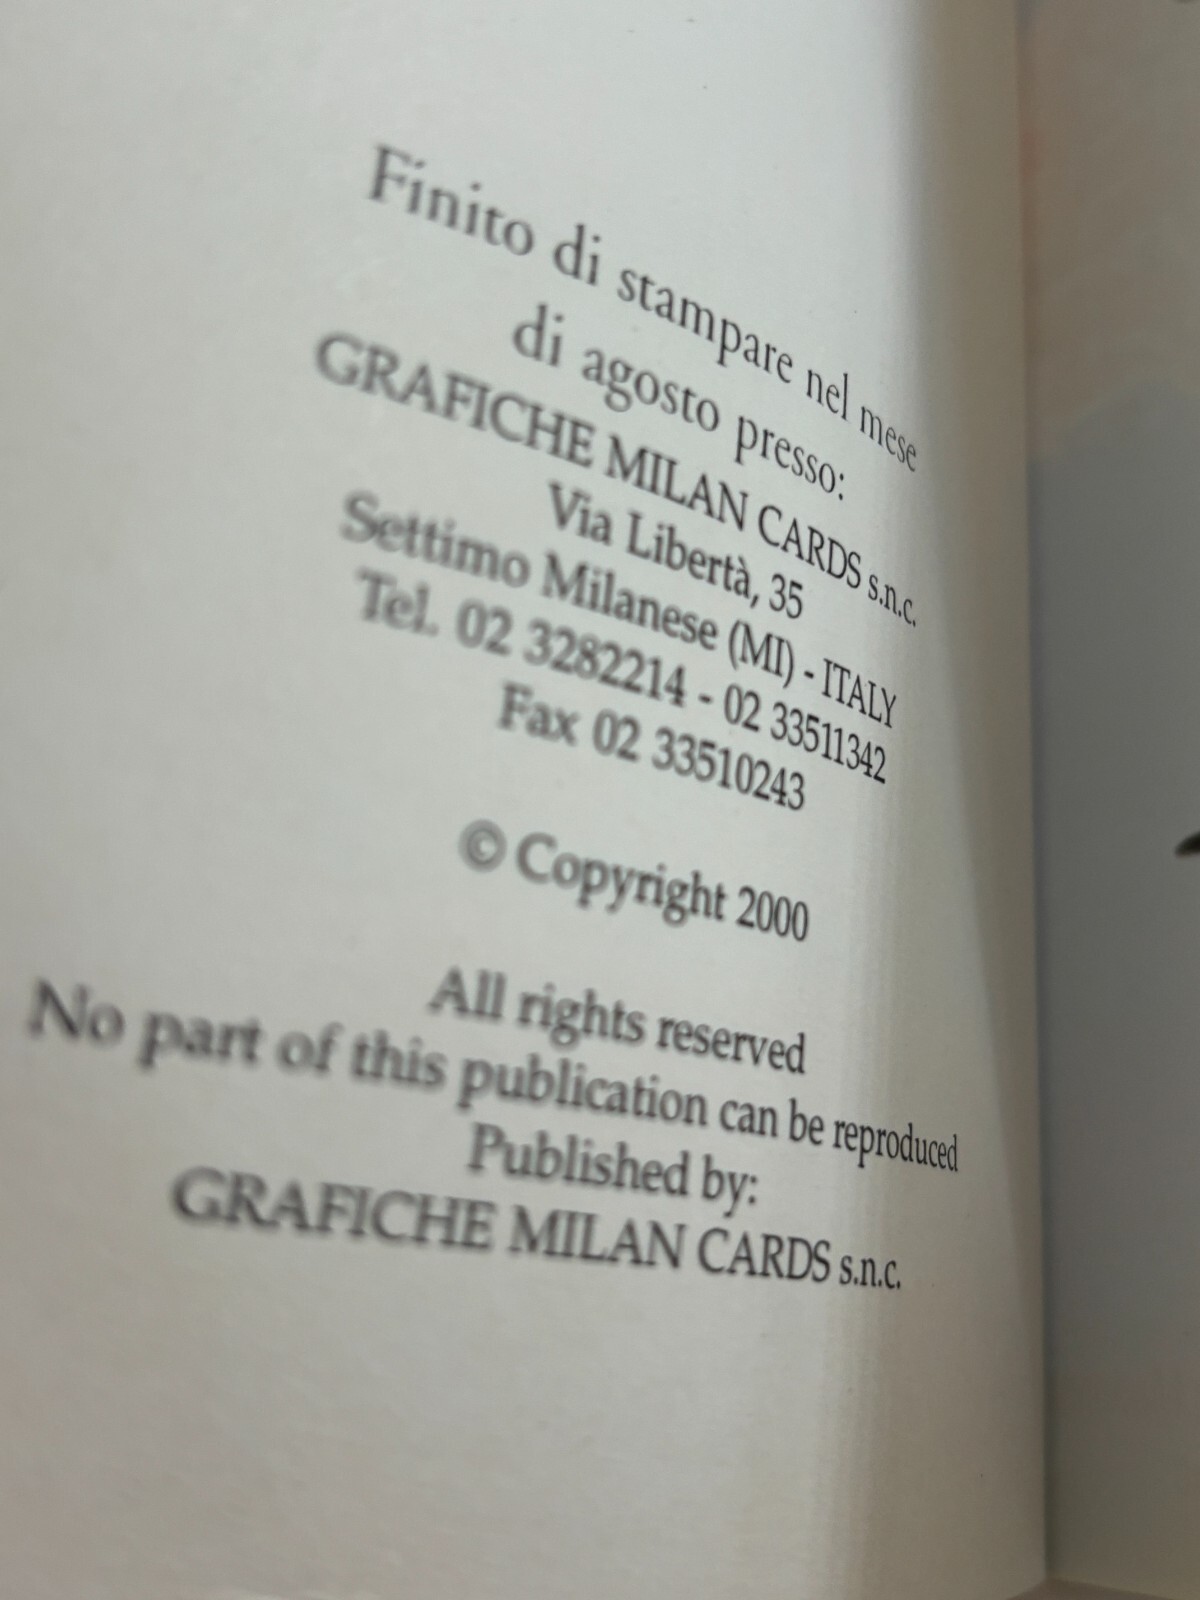 Finito di stampare nel mese
di agosto presso:
GRAFICHE MILAN CARDS s.n.c.
Via Libertà, 35
Settimo Milanese (MI) - ITALY
Tel. 02 3282214 - 02 33511342
Fax 02 33510243
© Copyright 2000
All rights reserved
No part of this publication can be reproduced
Published by:
GRAFICHE MILAN CARDS s.n.c.